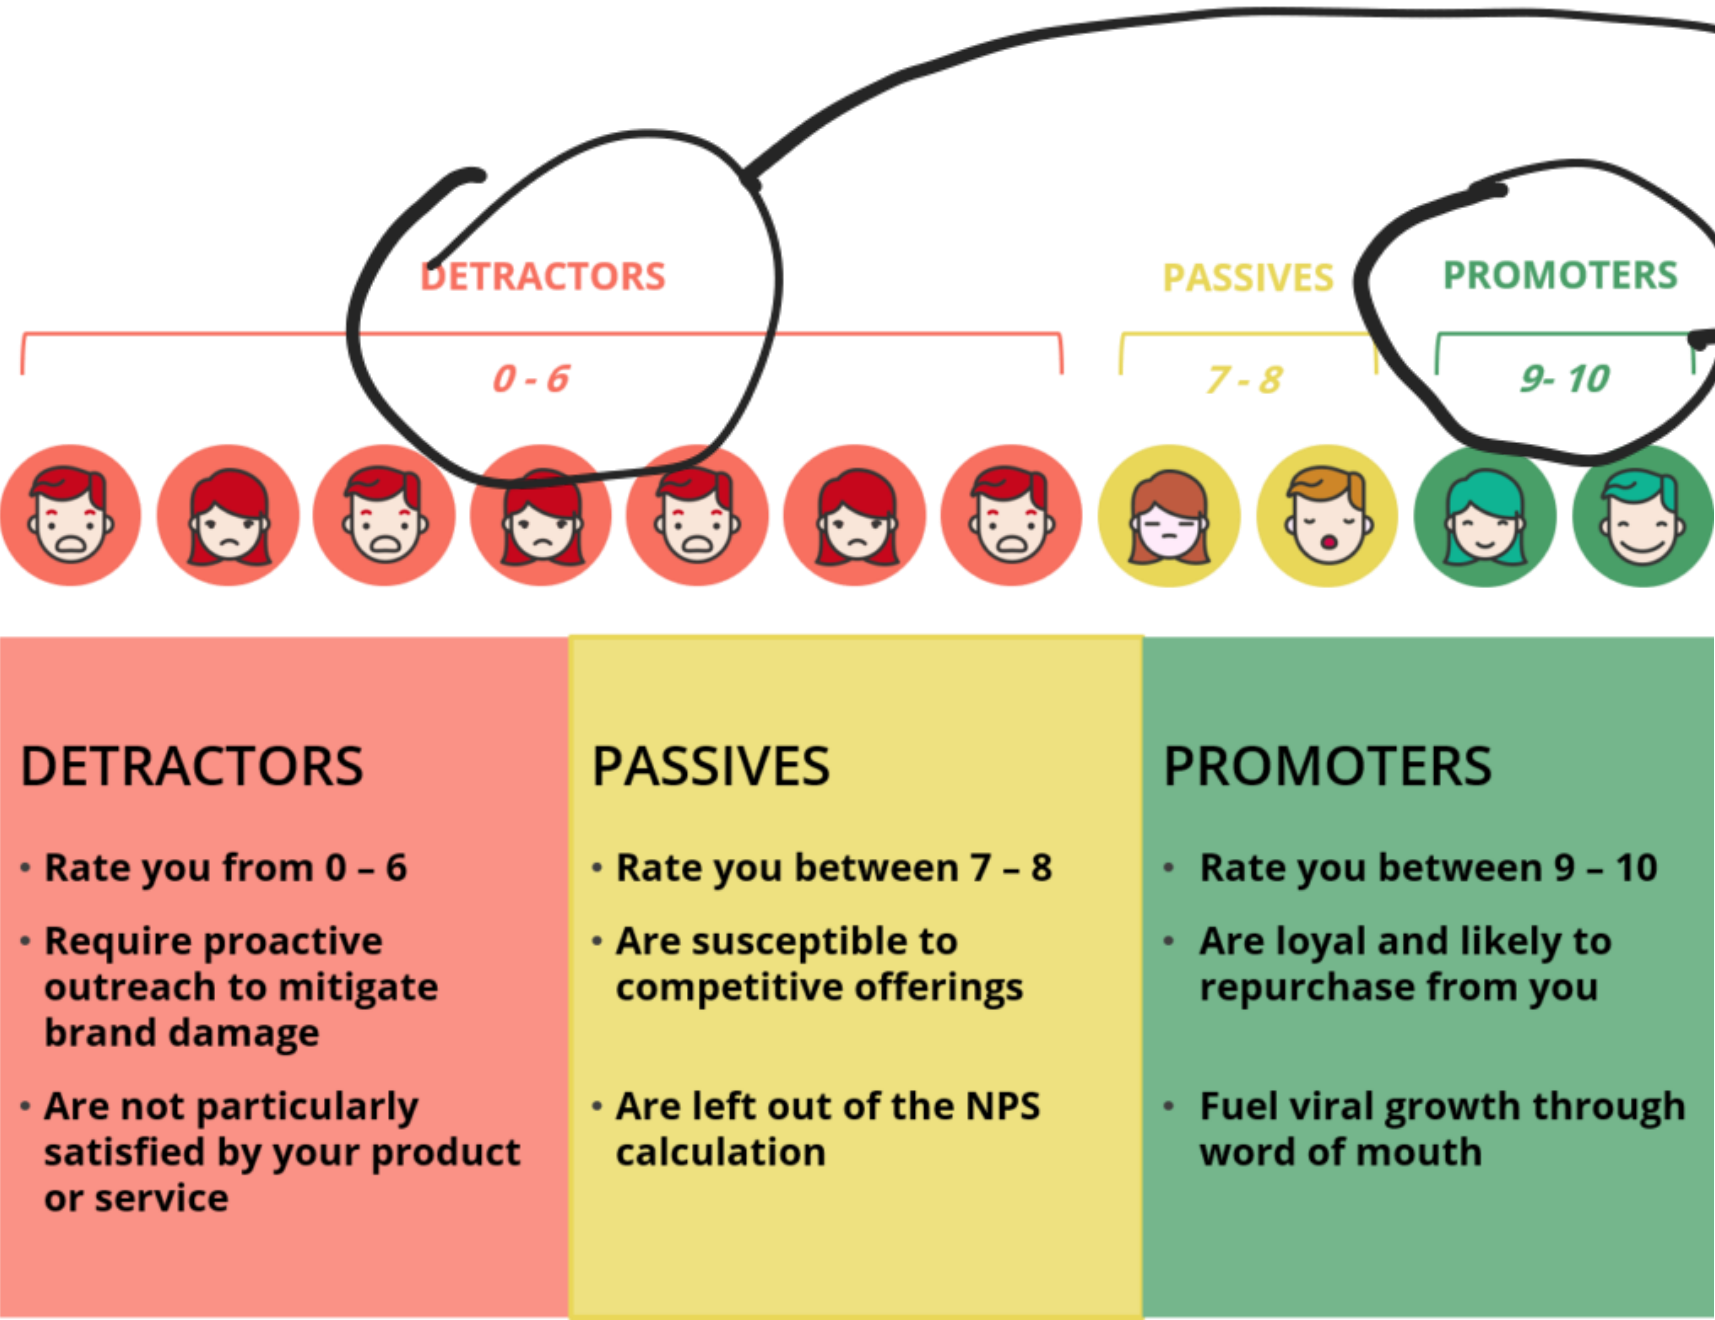 DETRACTORS
PASSIVES
PROMOTERS
0 - 6
7 - 8
9- 10
DETRACTORS
• Rate you from 0 – 6
• Require proactive
outreach to mitigate
brand damage
• Are not particularly
satisfied by your product
or service
PASSIVES
• Rate you between 7 – 8
• Are susceptible to
competitive offerings
• Are left out of the NPS
calculation
PROMOTERS
• Rate you between 9 – 10
• Are loyal and likely to
repurchase from you
• Fuel viral growth through
word of mouth